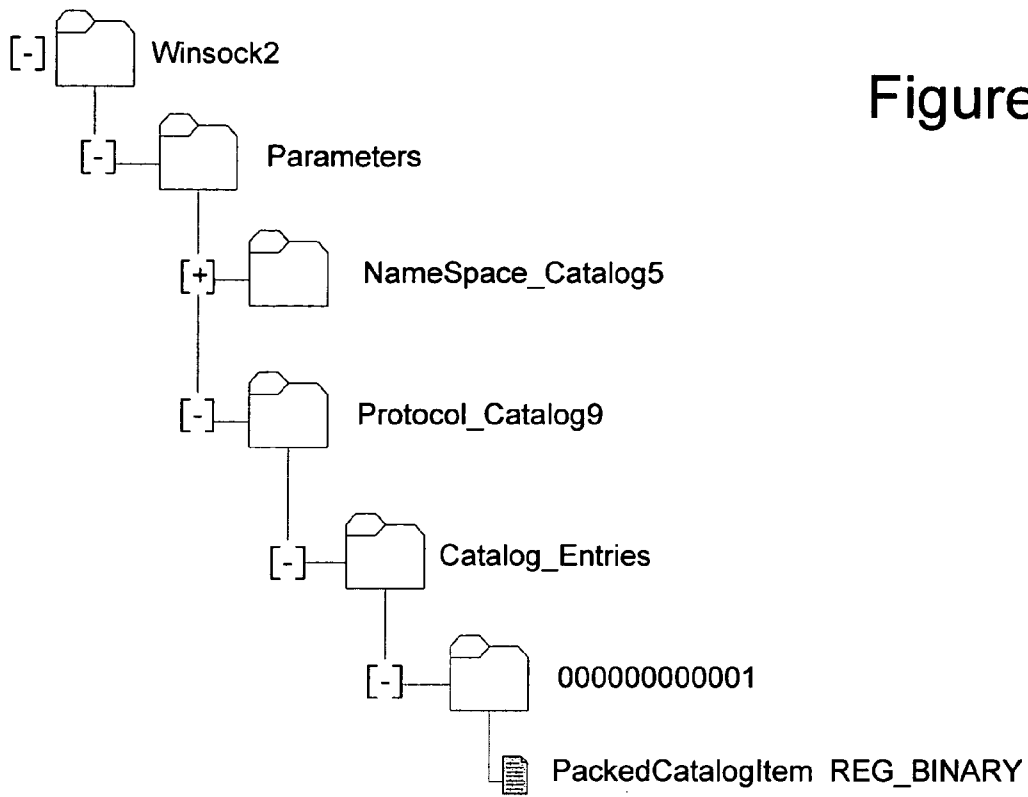 [-] Winsock2
Figure
[-] Parameters
[+] NameSpace_Catalog5
[-] Protocol_Catalog9
[-] Catalog_Entries
[-] 000000000001
PackedCatalogItem REG_BINARY